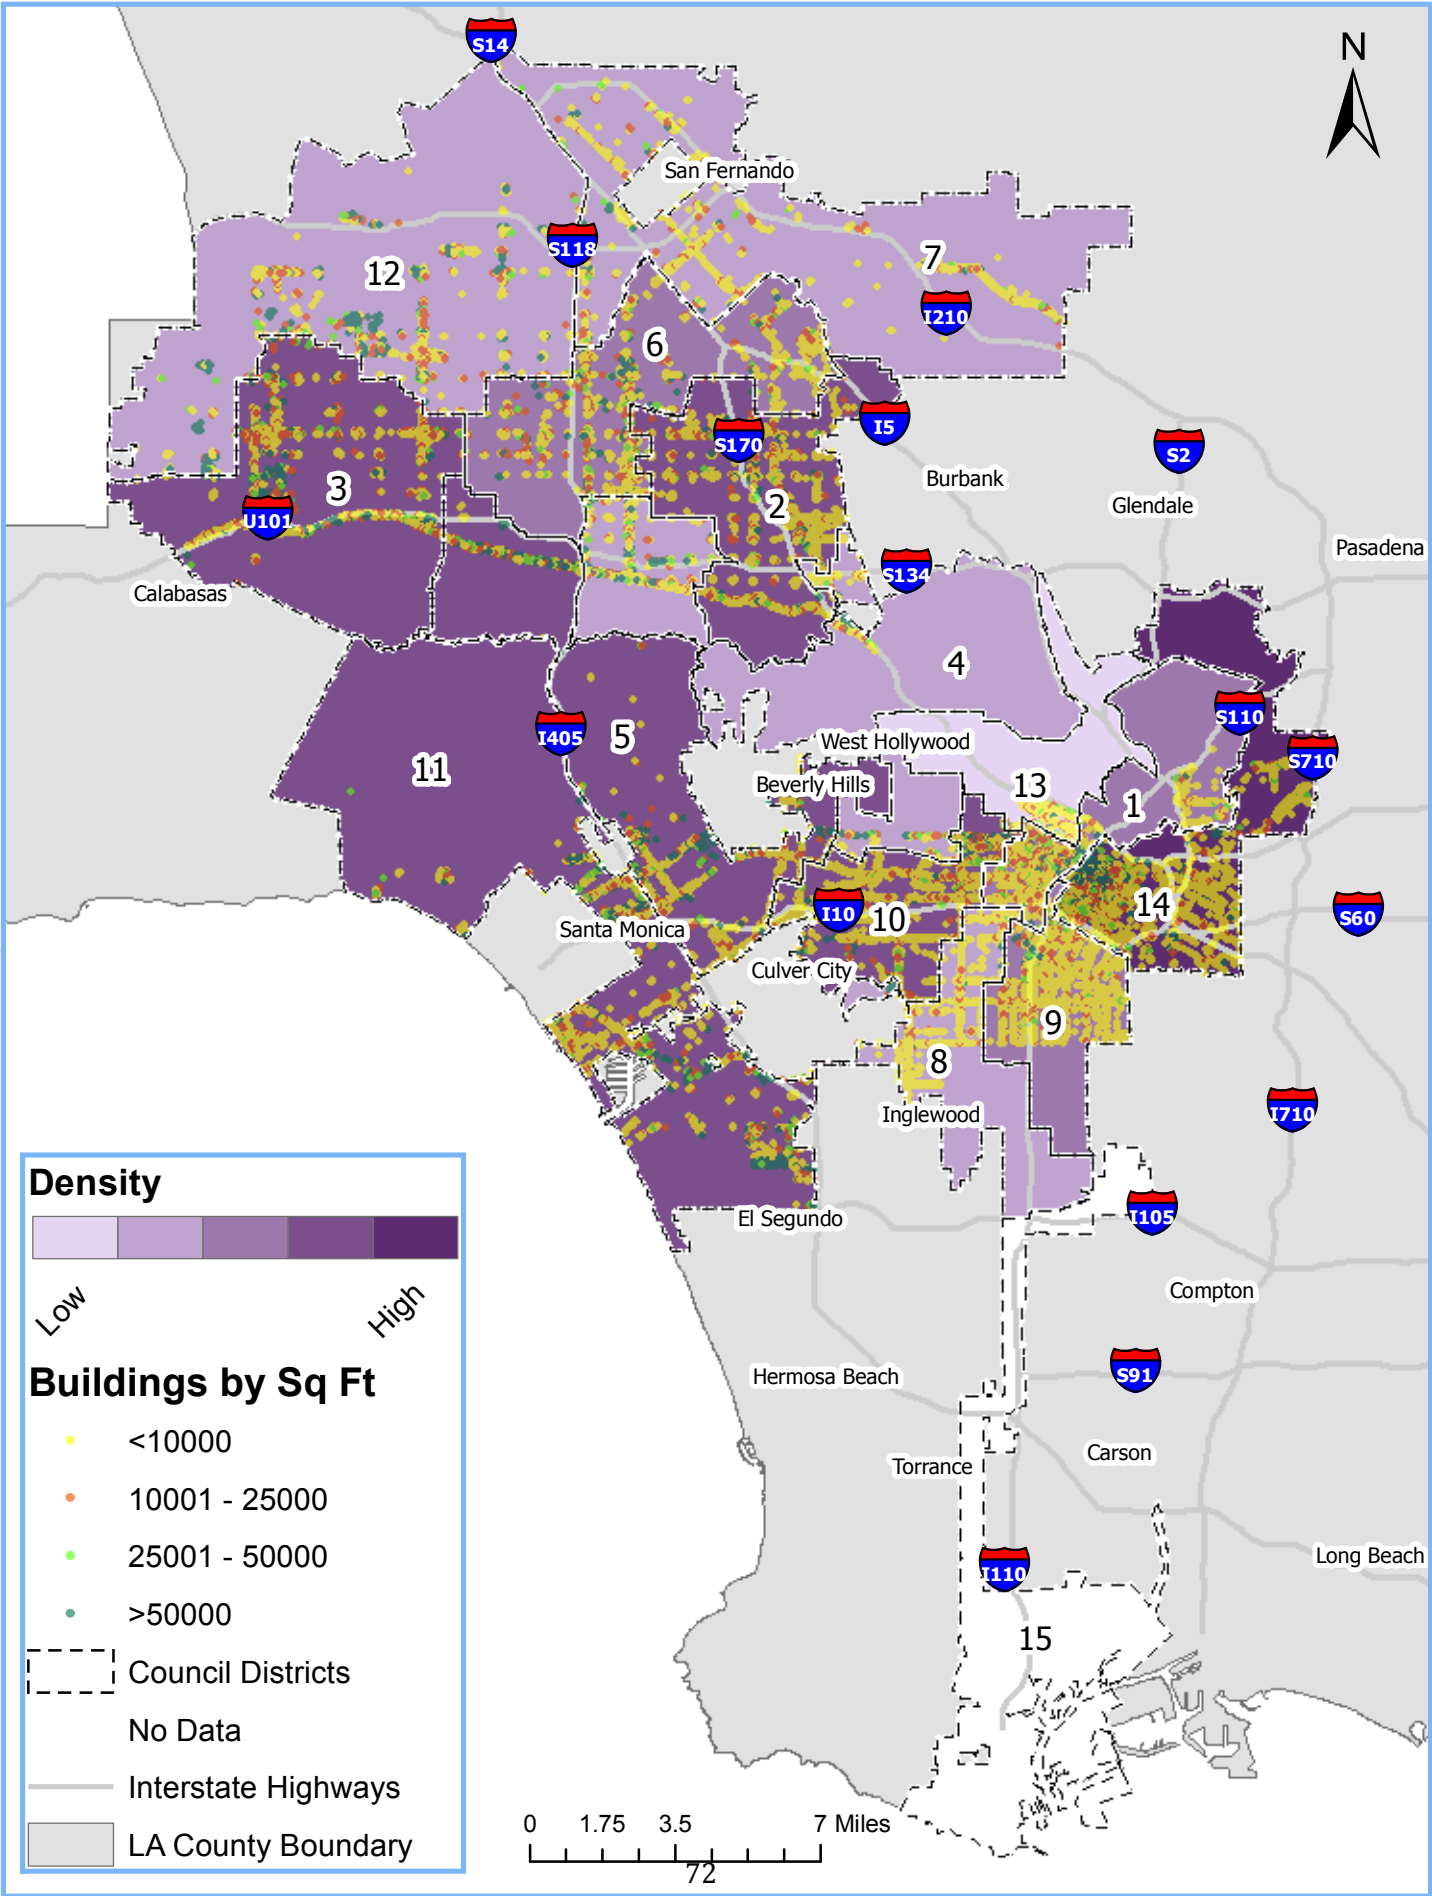 S14
N
San Fernando
S118
12
7
I210
6
I5
S170
S2
Burbank
3
2
Glendale
U101
Pasadena
S134
Calabasas
4
S110
I405
5
West Hollywood
S710
11
Beverly Hills
13
1
I10
10
14
S60
Santa Monica
Culver City
9
8
Inglewood
I710
I105
El Segundo
Compton
S91
Hermosa Beach
Carson
Torrance
Long Beach
I110
15
Density
Low
High
Buildings by Sq Ft
<10000
10001 - 25000
25001 - 50000
>50000
Council Districts
No Data
Interstate Highways
LA County Boundary
0 1.75 3.5 7 Miles
72